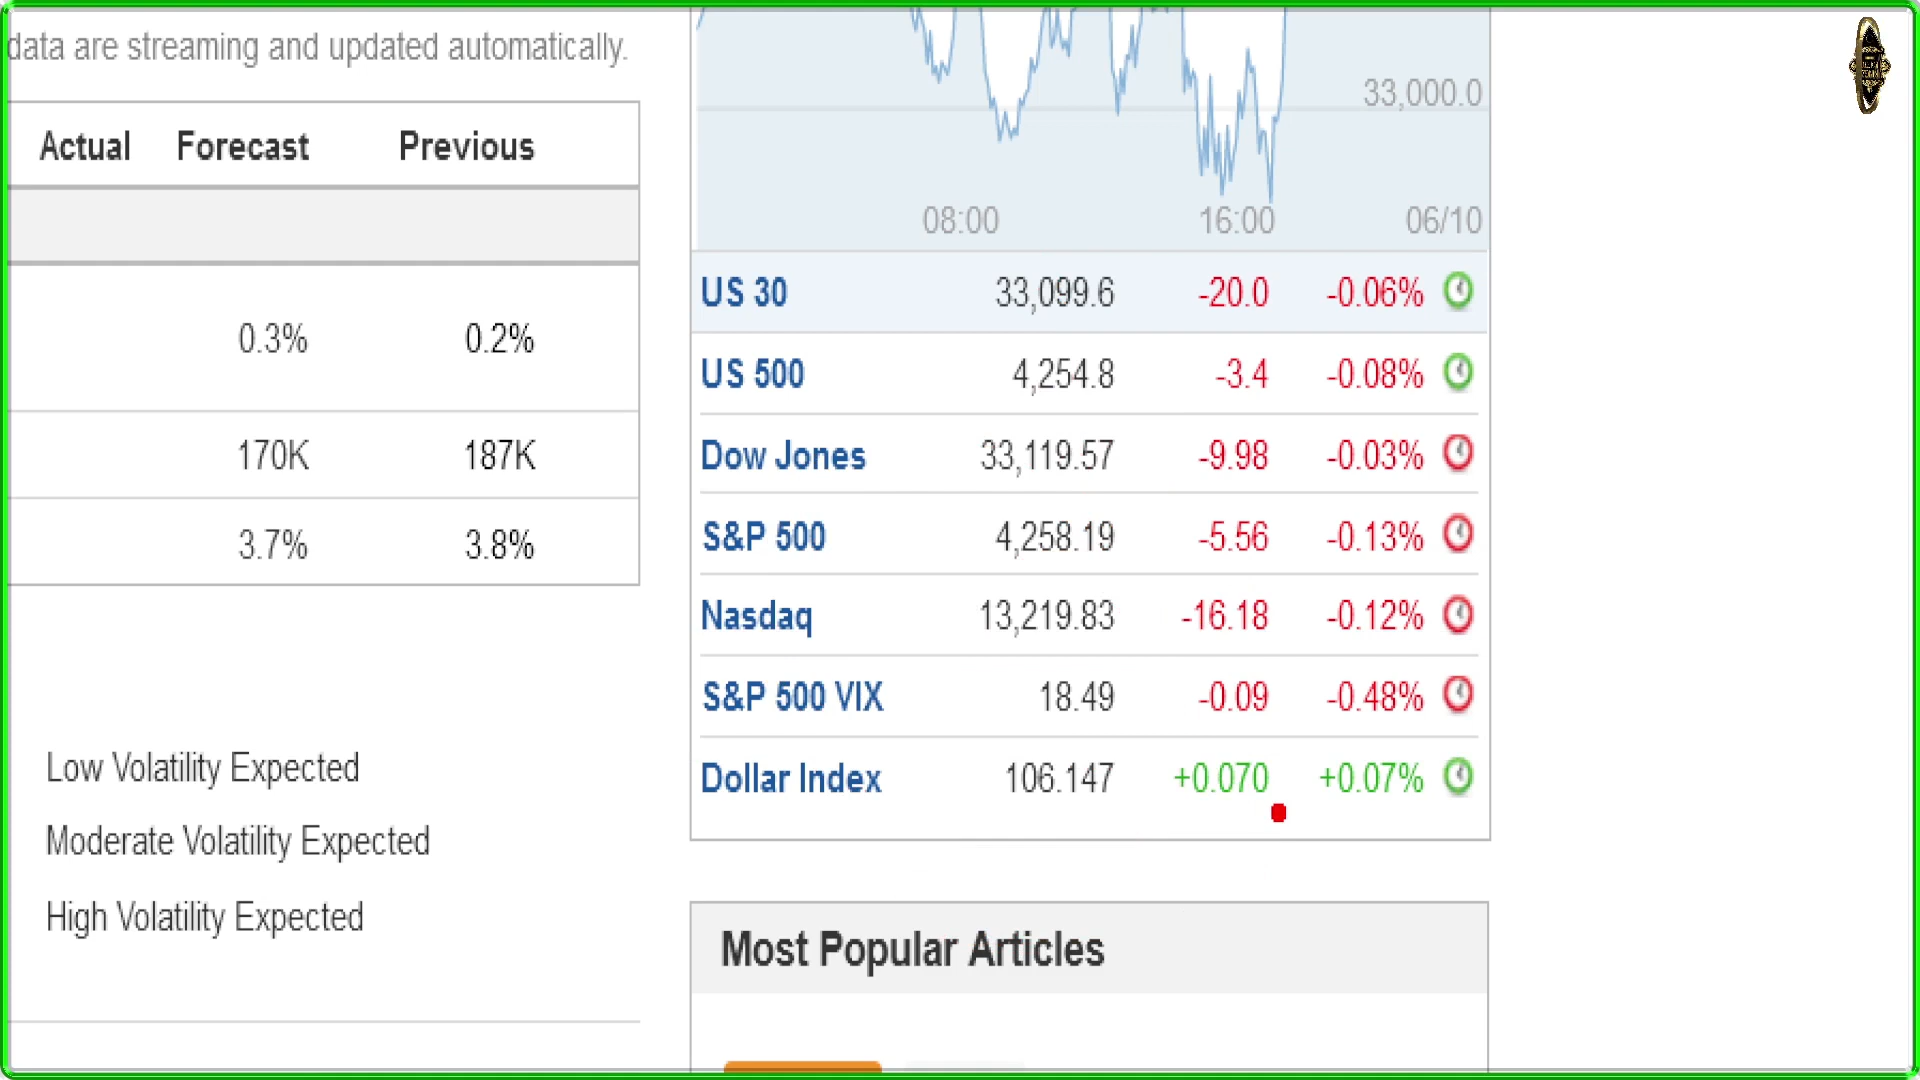 data are streaming and updated automatically.
Actual Forecast Previous
0.3% 0.2%
170K 187K
3.7% 3.8%
Low Volatility Expected
Moderate Volatility Expected
High Volatility Expected
33,000.0
08:00 16:00 06/10
US 30 33,099.6 -20.0 -0.06%
US 500 4,254.8 -3.4 -0.08%
Dow Jones 33,119.57 -9.98 -0.03%
S&P 500 4,258.19 -5.56 -0.13%
Nasdaq 13,219.83 -16.18 -0.12%
S&P 500 VIX 18.49 -0.09 -0.48%
Dollar Index 106.147 +0.070 +0.07%
Most Popular Articles